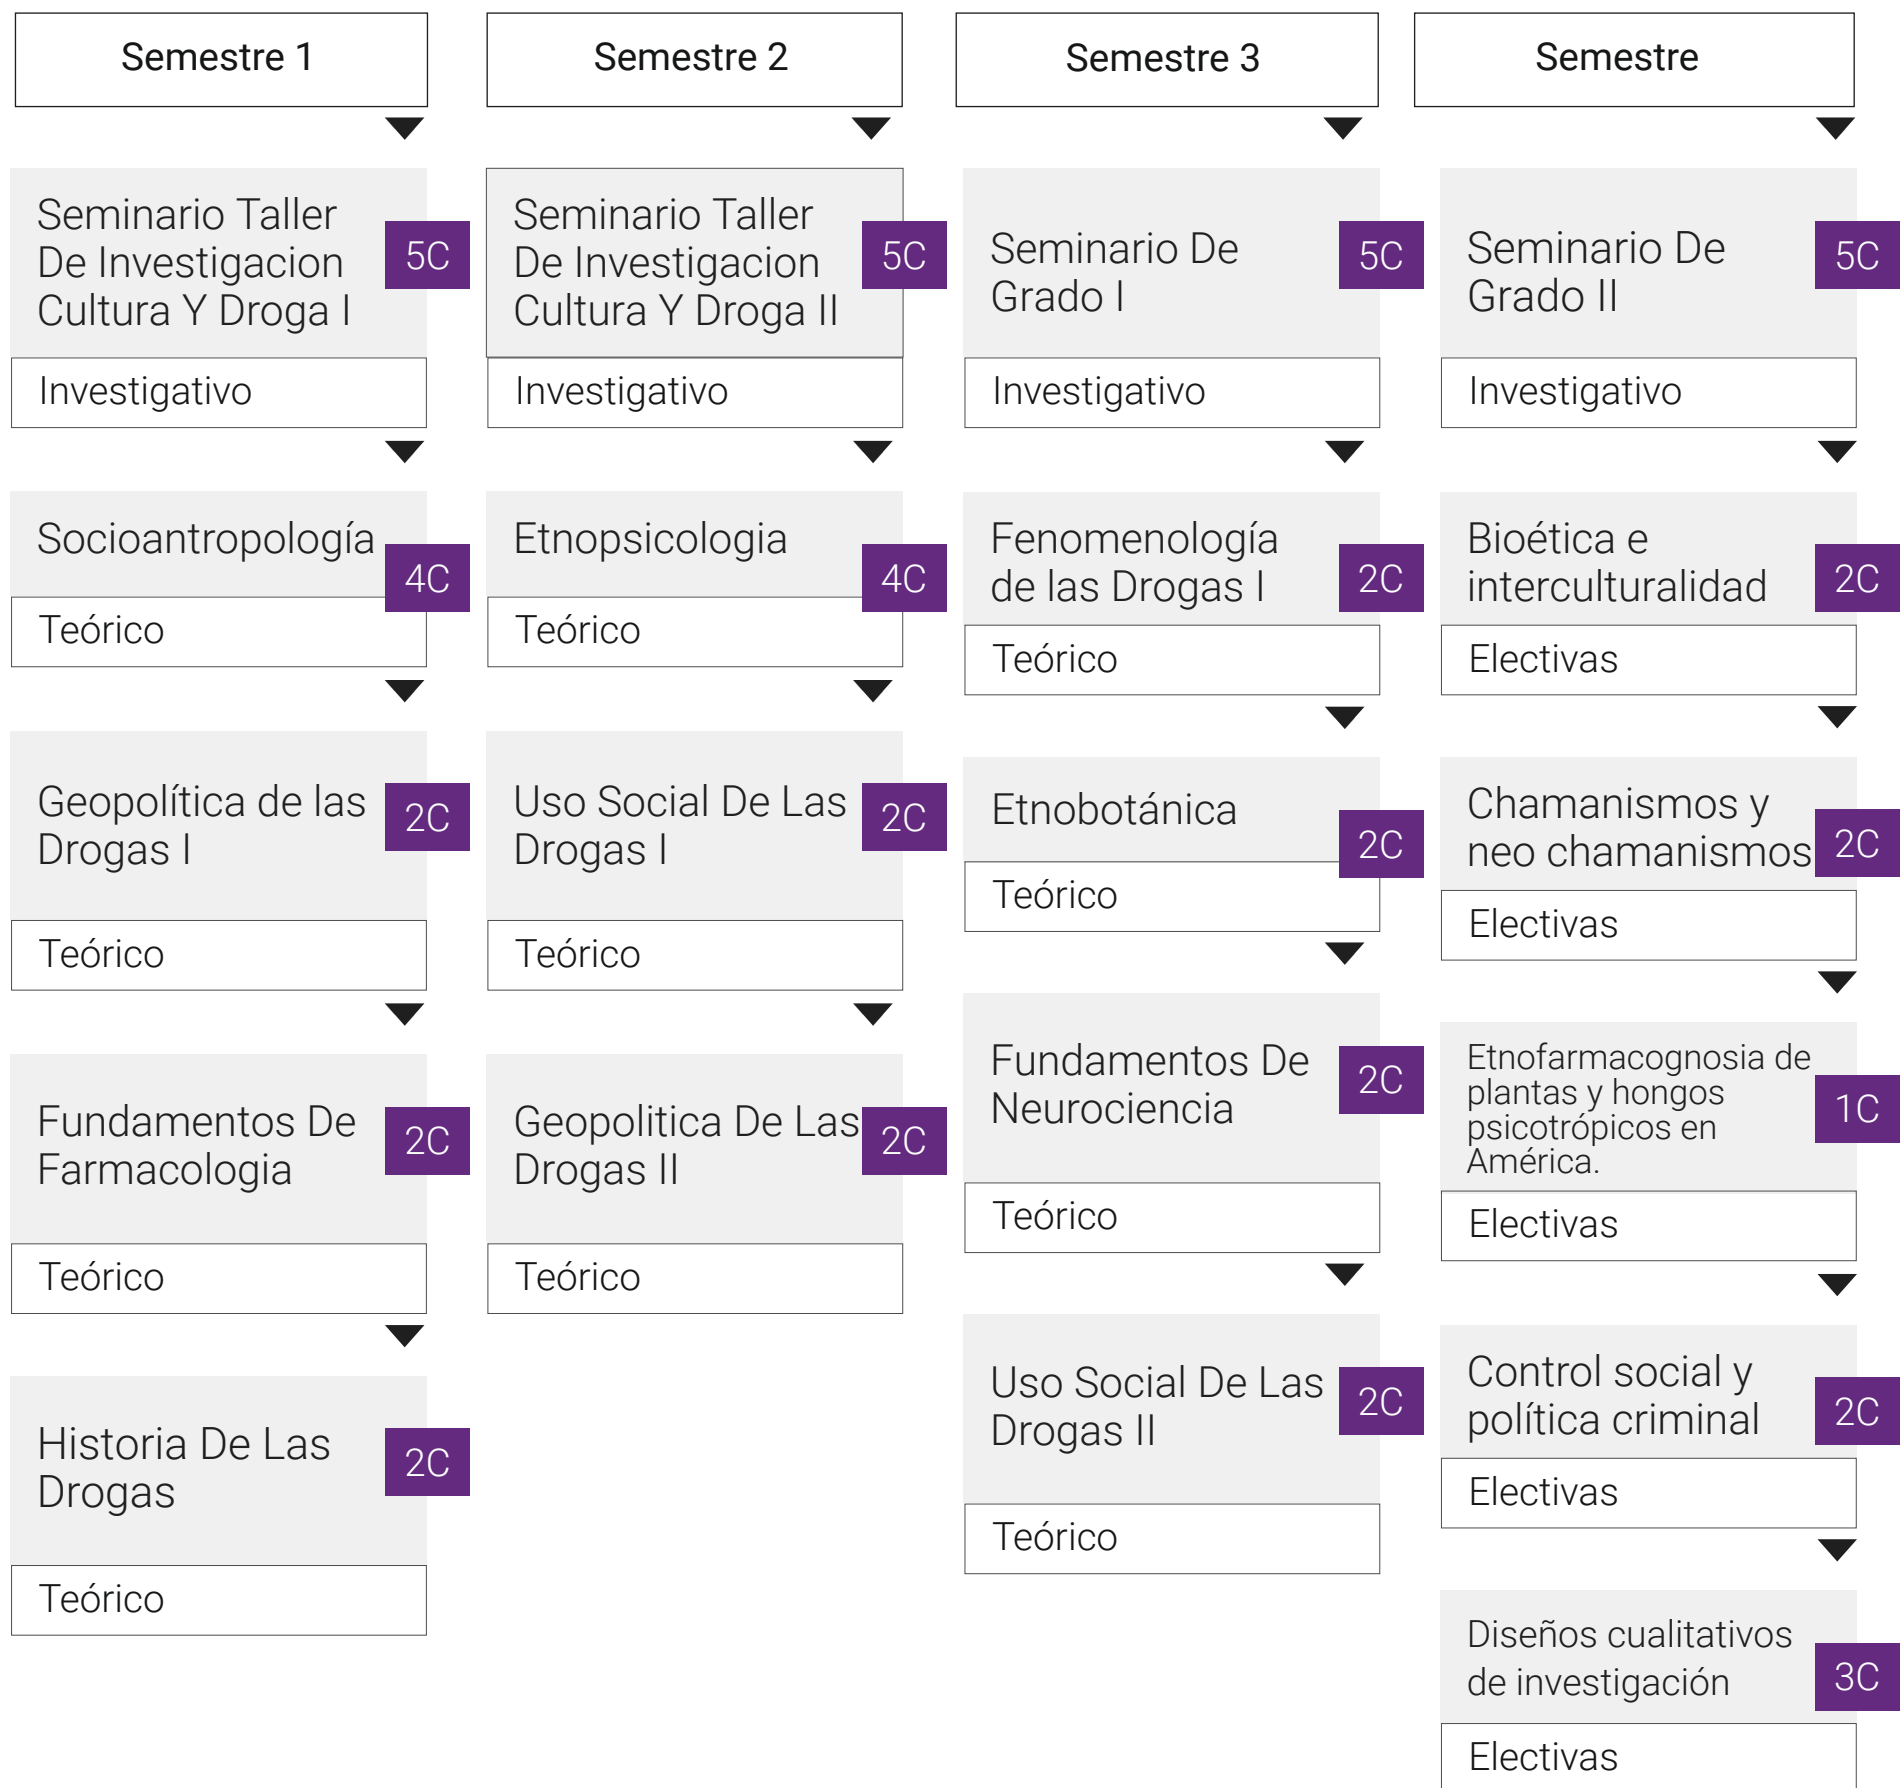 Semestre 1
Seminario Taller
De Investigacion
Cultura Y Droga I
5C
Investigativo
Socioantropología
4C
Teórico
Geopolítica de las
Drogas I
2C
Teórico
Fundamentos De
Farmacologia
2C
Teórico
Historia De Las
Drogas
2C
Teórico
Semestre 2
Seminario Taller
De Investigacion
Cultura Y Droga II
5C
Investigativo
Etnopsicologia
4C
Teórico
Uso Social De Las
Drogas I
2C
Teórico
Geopolitica De Las
Drogas II
2C
Teórico
Semestre 3
Seminario De
Grado I
5C
Investigativo
Fenomenología
de las Drogas I
2C
Teórico
Etnobotánica
2C
Teórico
Fundamentos De
Neurociencia
2C
Teórico
Uso Social De Las
Drogas II
2C
Teórico
Semestre
Seminario De
Grado II
5C
Investigativo
Bioética e
interculturalidad
2C
Electivas
Chamanismos y
neo chamanismos
2C
Electivas
Etnofarmacognosia de
plantas y hongos
psicotrópicos en
América.
1C
Electivas
Control social y
política criminal
2C
Electivas
Diseños cualitativos
de investigación
3C
Electivas